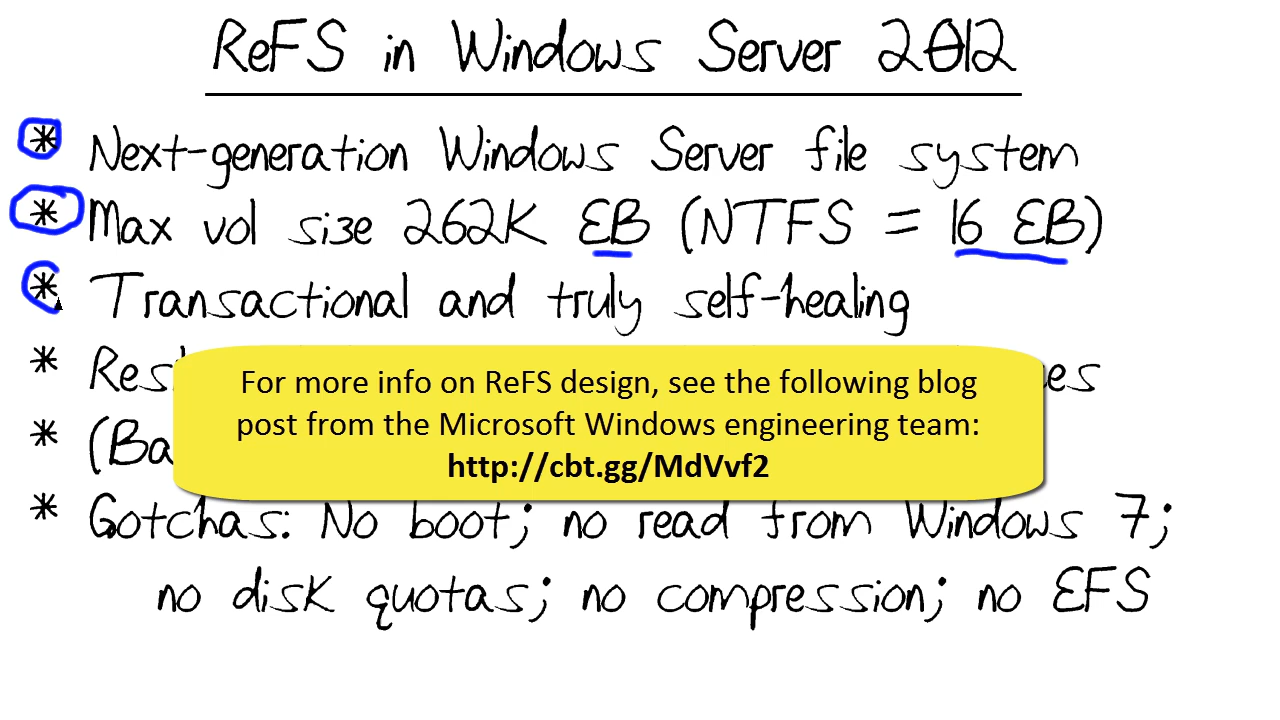 ReFS in Windows Server 2012
* Next-generation Windows Server file system
* Max vol size 262K EB (NTFS = 16 EB)
* Transactional and truly self-healing
*
For more info on ReFS design, see the following blog
post from the Microsoft Windows engineering team:
http://cbt.gg/MdVvf2
*
* Gotchas: No boot; no read from Windows 7;
no disk quotas; no compression; no EFS